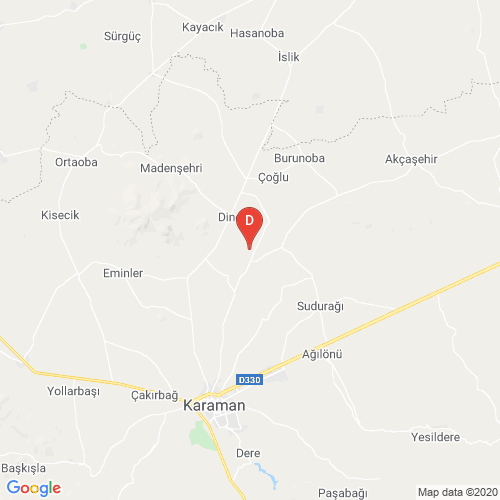 Kayacık
Hasanoba
Sürgüç
İslik
Burunoba
Akçaşehir
Ortaoba
Madenşehri
Çoğlu
Kisecik
D
Eminler
Sudurağı
Ağılönü
D330
Yollarbaşı
Çakırbağ
Karaman
Yesildere
Dere
Başkışla
Paşabağı
Google
Map data ©2020